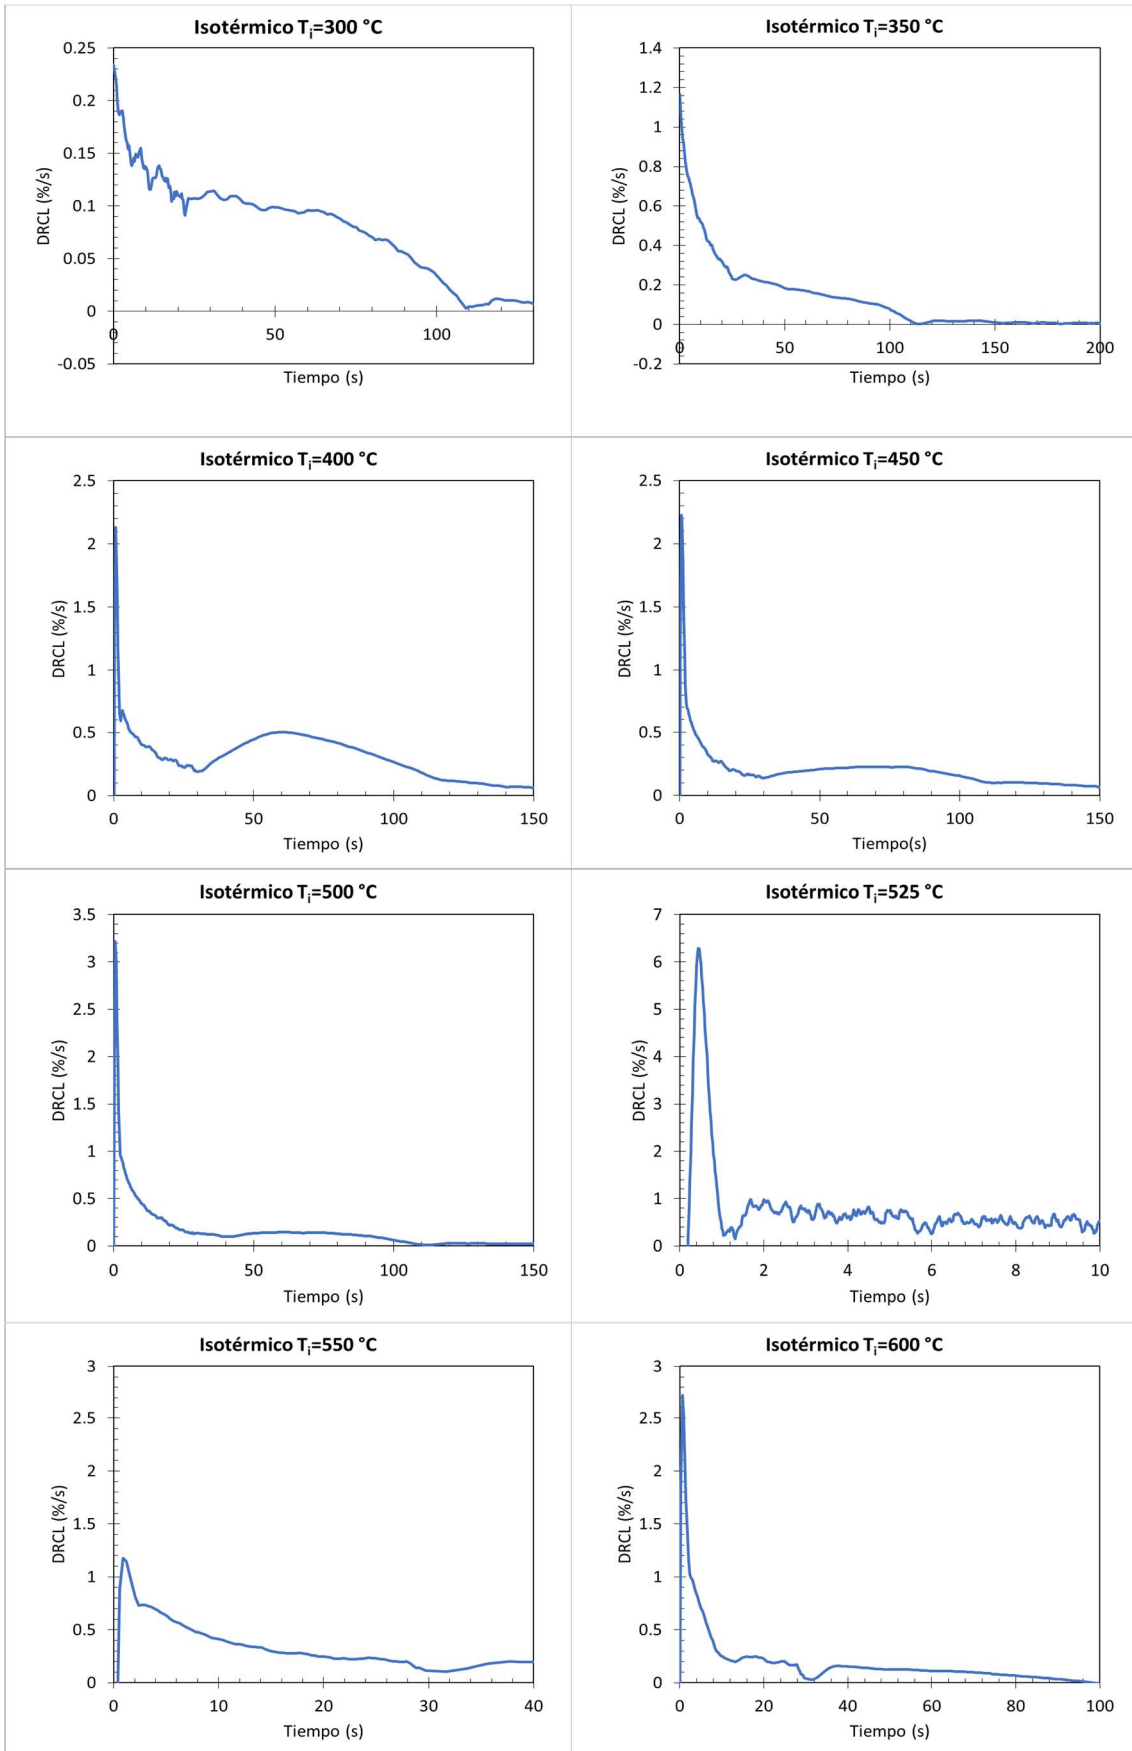 Isotérmico Ti=300 °C
0.25
0.2
0.15
0.1
0.05
0
-0.05
DRCL (%/s)
0 50 100
Tiempo (s)
Isotérmico Ti=350 °C
1.4
1.2
1
0.8
0.6
0.4
0.2
0
-0.2
DRCL (%/s)
0 50 100 150 200
Tiempo (s)
Isotérmico Ti=400 °C
2.5
2
1.5
1
0.5
0
DRCL (%/s)
0 50 100 150
Tiempo (s)
Isotérmico Ti=450 °C
2.5
2
1.5
1
0.5
0
DRCL (%/s)
0 50 100 150
Tiempo(s)
Isotérmico Ti=500 °C
3.5
3
2.5
2
1.5
1
0.5
0
DRCL (%/s)
0 50 100 150
Tiempo (s)
Isotérmico Ti=525 °C
7
6
5
4
3
2
1
0
DRCL (%/s)
0 2 4 6 8 10
Tiempo (s)
Isotérmico Ti=550 °C
3
2.5
2
1.5
1
0.5
0
DRCL (%/s)
0 10 20 30 40
Tiempo (s)
Isotérmico Ti=600 °C
3
2.5
2
1.5
1
0.5
0
DRCL (%/s)
0 20 40 60 80 100
Tiempo (s)